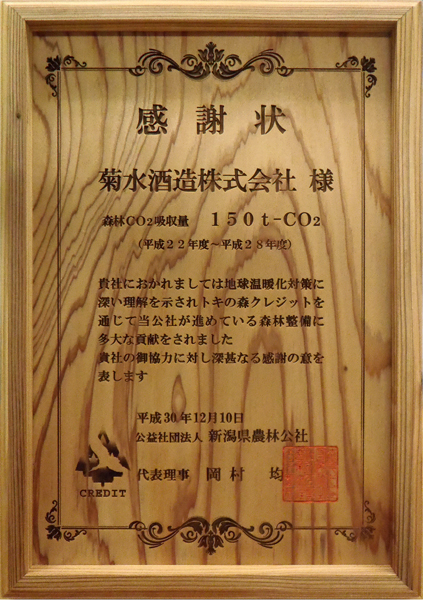 感謝状
菊水酒造株式会社 様
森林CO2吸収量 150t-CO2
（平成22年度～平成28年度）
貴社におかれましては地球温暖化対策に
深い理解を示されトキの森クレジットを
通じて当公社が進めている森林整備に
多大な貢献をされました
貴社の御協力に対し深甚なる感謝の意を
表します
平成30年12月10日
公益社団法人 新潟県農林公社
代表理事 岡村 均
CREDIT